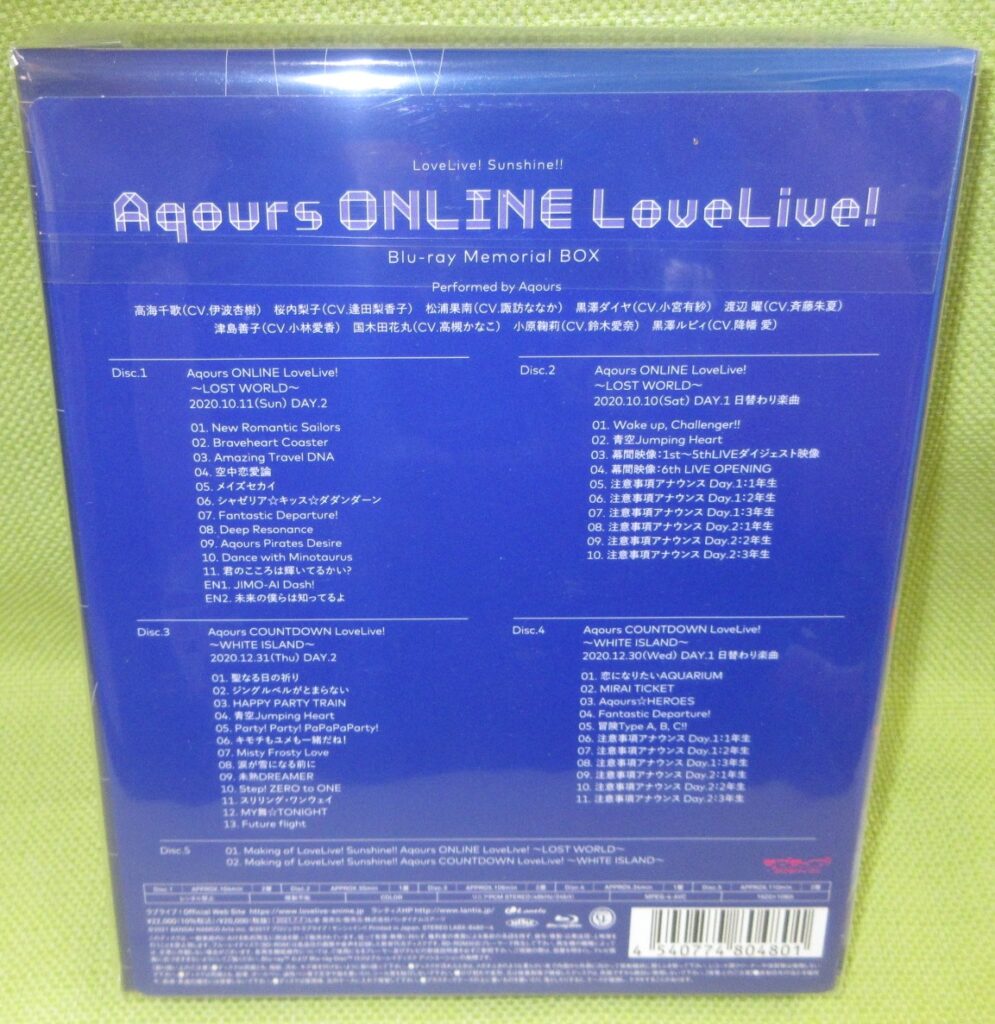 LoveLive! Sunshine!!
Aqours ONLINE LoveLive!
Blu-ray Memorial BOX
Performed by Aqours
高海千歌(CV.伊波杏樹) 桜内梨子(CV.逢田梨香子) 松浦果南(CV.諏訪ななか) 黒澤ダイヤ(CV.小宮有紗) 渡辺 曜(CV.斉藤朱夏)
津島善子(CV.小林愛香) 国木田花丸(CV.高槻かなこ) 小原鞠莉(CV.鈴木愛奈) 黒澤ルビィ(CV.降幡 愛)
Disc.1 Aqours ONLINE LoveLive!
〜LOST WORLD〜
2020.10.11(Sun) DAY.2
01. New Romantic Sailors
02. Braveheart Coaster
03. Amazing Travel DNA
04. 空中恋愛論
05. メイズセカイ
06. シャゼリア☆キッス☆ダダンダーン
07. Fantastic Departure!
08. Deep Resonance
09. Aqours Pirates Desire
10. Dance with Minotaurus
11. 君のこころは輝いてるかい?
EN1. JIMO-AI Dash!
EN2. 未来の僕らは知ってるよ
Disc.2 Aqours ONLINE LoveLive!
〜LOST WORLD〜
2020.10.10(Sat) DAY.1 日替わり楽曲
01. Wake up, Challenger!!
02. 青空Jumping Heart
03. 幕間映像:1st〜5thLIVEダイジェスト映像
04. 幕間映像:6th LIVE OPENING
05. 注意事項アナウンス Day.1:1年生
06. 注意事項アナウンス Day.1:2年生
07. 注意事項アナウンス Day.1:3年生
08. 注意事項アナウンス Day.2:1年生
09. 注意事項アナウンス Day.2:2年生
10. 注意事項アナウンス Day.2:3年生
Disc.3 Aqours COUNTDOWN LoveLive!
〜WHITE ISLAND〜
2020.12.31(Thu) DAY.2
01. 聖なる日の祈り
02. ジングルベルがとまらない
03. HAPPY PARTY TRAIN
04. 青空Jumping Heart
05. Party! Party! PaPaPaParty!
06. キモチもユメも一緒だね!
07. Misty Frosty Love
08. 涙が雪になる前に
09. 未熟DREAMER
10. Step! ZERO to ONE
11. スリリング・ワンウェイ
12. MY舞☆TONIGHT
13. Future flight
Disc.4 Aqours COUNTDOWN LoveLive!
〜WHITE ISLAND〜
2020.12.30(Wed) DAY.1 日替わり楽曲
01. 恋になりたいAQUARIUM
02. MIRAI TICKET
03. Aqours☆HEROES
04. Fantastic Departure!
05. 冒険Type A, B, C!!
06. 注意事項アナウンス Day.1:1年生
07. 注意事項アナウンス Day.1:2年生
08. 注意事項アナウンス Day.1:3年生
09. 注意事項アナウンス Day.2:1年生
10. 注意事項アナウンス Day.2:2年生
11. 注意事項アナウンス Day.2:3年生
Disc.5 01. Making of LoveLive! Sunshine!! Aqours ONLINE LoveLive! 〜LOST WORLD〜
02. Making of LoveLive! Sunshine!! Aqours COUNTDOWN LoveLive! 〜WHITE ISLAND〜
ラブライブ!Official Web Site https://www.lovelive-anime.jp ランティスHP http://www.lantis.jp/
4 540774 804801